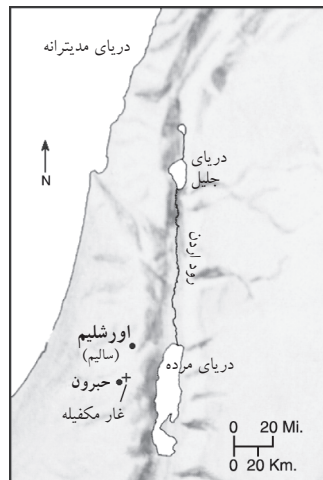 دریای مدیترانه
N
دریای
جلیل
رود اردن
اورشلیم
(سالیم)
دریای مرده
حبرون
غار مکفیله
0 20 Mi.
0 20 Km.